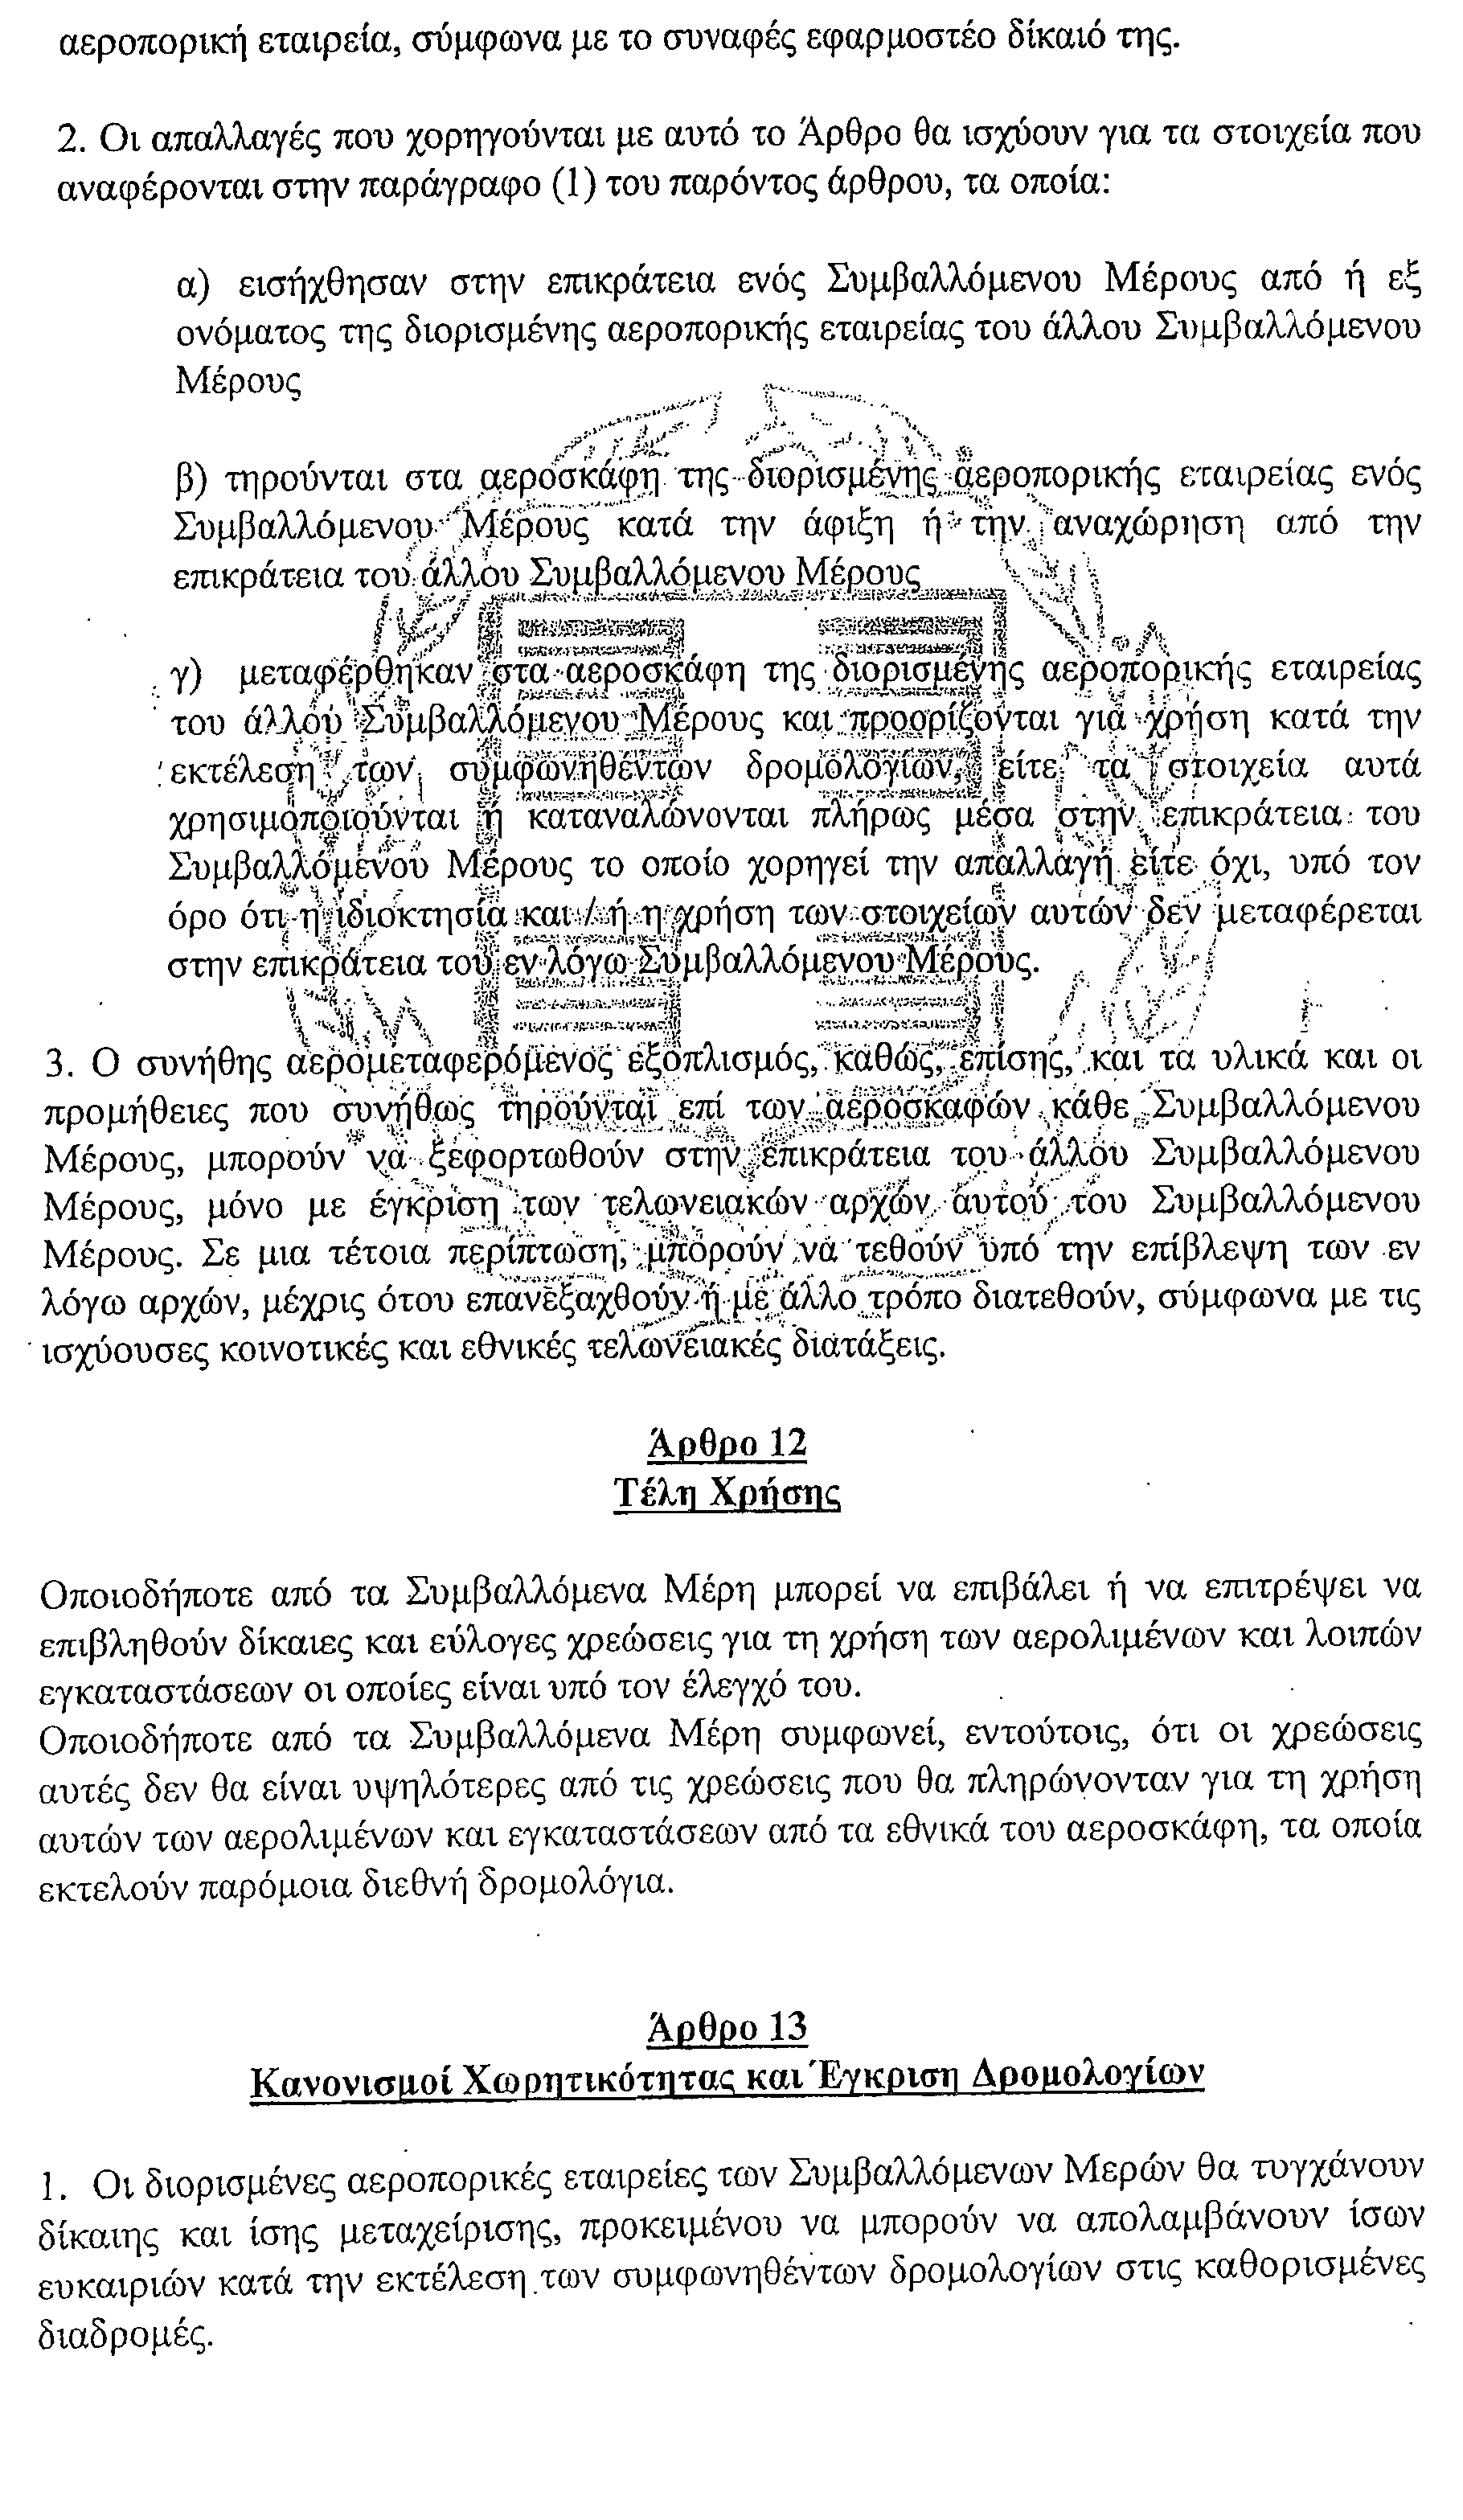 αεροπορική εταιρεία, σύμφωνα με το συναφές εφαρμοστέο δίκαιό της.
2. Οι απαλλαγές που χορηγούνται με αυτό το Άρθρο θα ισχύουν για τα στοιχεία που
αναφέρονται στην παράγραφο (1) του παρόντος άρθρου, τα οποία:
α) εισήχθησαν στην επικράτεια ενός Συμβαλλόμενου Μέρους από ή εξ
ονόματος της διορισμένης αεροπορικής εταιρείας του άλλου Συμβαλλόμενου
Μέρους
β) τηρούνται στα αεροσκάφη της διορισμένης αεροπορικής εταιρείας ενός
Συμβαλλόμενου Μέρους κατά την άφιξη ή την αναχώρηση από την
επικράτεια του άλλου Συμβαλλόμενου Μέρους
γ) μεταφέρθηκαν στα αεροσκάφη της διορισμένης αεροπορικής εταιρείας
του άλλου Συμβαλλόμενου Μέρους και προορίζονται για χρήση κατά την
εκτέλεση των συμφωνηθέντων δρομολογίων, είτε τα στοιχεία αυτά
χρησιμοποιούνται ή καταναλώνονται πλήρως μέσα στην επικράτεια του
Συμβαλλόμενου Μέρους το οποίο χορηγεί την απαλλαγή είτε όχι, υπό τον
όρο ότι η ιδιοκτησία και / ή η χρήση των στοιχείων αυτών δεν μεταφέρεται
στην επικράτεια του εν λόγω Συμβαλλόμενου Μέρους.
3. Ο συνήθης αερομεταφερόμενος εξοπλισμός, καθώς, επίσης, και τα υλικά και οι
προμήθειες που συνήθως τηρούνται επί των αεροσκαφών κάθε Συμβαλλόμενου
Μέρους, μπορούν να ξεφορτωθούν στην επικράτεια του άλλου Συμβαλλόμενου
Μέρους, μόνο με έγκριση των τελωνειακών αρχών αυτού του Συμβαλλόμενου
Μέρους. Σε μια τέτοια περίπτωση, μπορούν να τεθούν υπό την επίβλεψη των εν
λόγω αρχών, μέχρις ότου επανεξαχθούν ή με άλλο τρόπο διατεθούν, σύμφωνα με τις
ισχύουσες κοινοτικές και εθνικές τελωνειακές διατάξεις.
Άρθρο 12
Τέλη Χρήσης
Οποιοδήποτε από τα Συμβαλλόμενα Μέρη μπορεί να επιβάλει ή να επιτρέψει να
επιβληθούν δίκαιες και εύλογες χρεώσεις για τη χρήση των αερολιμένων και λοιπών
εγκαταστάσεων οι οποίες είναι υπό τον έλεγχό του.
Οποιοδήποτε από τα Συμβαλλόμενα Μέρη συμφωνεί, εντούτοις, ότι οι χρεώσεις
αυτές δεν θα είναι υψηλότερες από τις χρεώσεις που θα πληρώνονταν για τη χρήση
αυτών των αερολιμένων και εγκαταστάσεων από τα εθνικά του αεροσκάφη, τα οποία
εκτελούν παρόμοια διεθνή δρομολόγια.
Άρθρο 13
Κανονισμοί Χωρητικότητας και Έγκριση Δρομολογίων
1. Οι διορισμένες αεροπορικές εταιρείες των Συμβαλλόμενων Μερών θα τυγχάνουν
δίκαιης και ίσης μεταχείρισης, προκειμένου να μπορούν να απολαμβάνουν ίσων
ευκαιριών κατά την εκτέλεση των συμφωνηθέντων δρομολογίων στις καθορισμένες
διαδρομές.